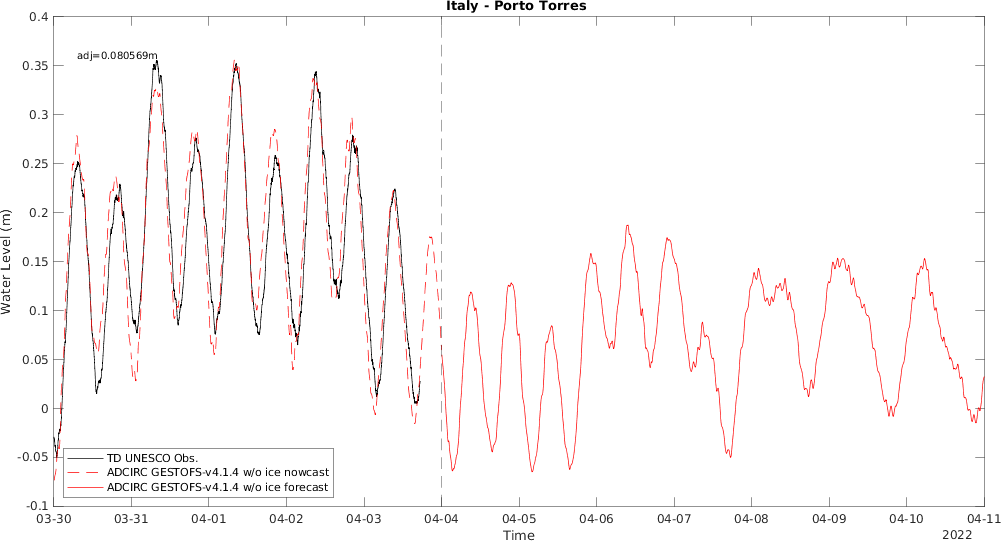 Italy - Porto Torres
0.4
adj=0.080569m
0.35
0.3
0.25
0.2
0.15
0.1
0.05
0
-0.05
-0.1
Water Level (m)
TD UNESCO Obs.
ADCIRC GESTOFS-v4.1.4 w/o ice nowcast
ADCIRC GESTOFS-v4.1.4 w/o ice forecast
03-30 03-31 04-01 04-02 04-03 04-04 04-05 04-06 04-07 04-08 04-09 04-10 04-11
Time
2022